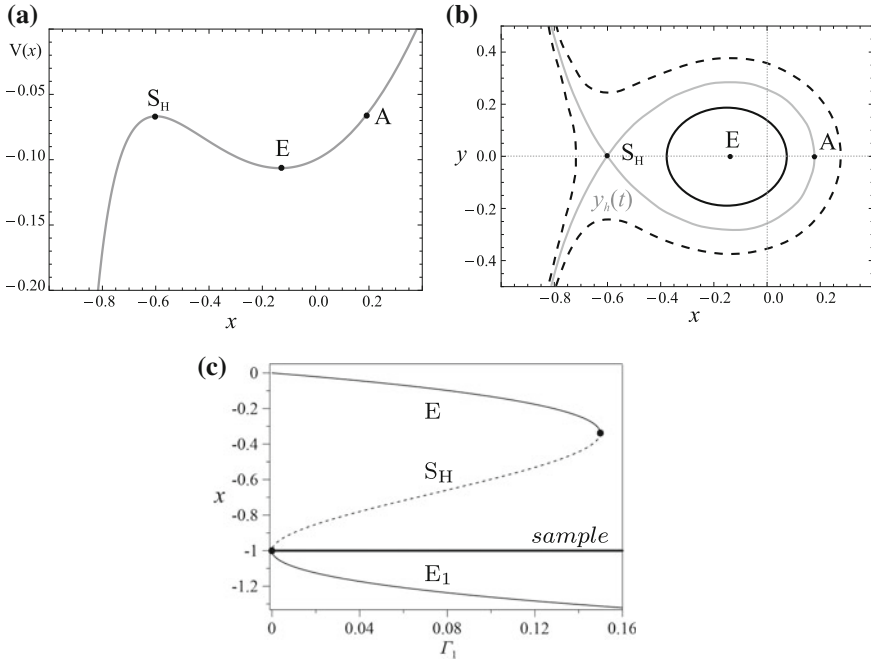 (a)
V(x)
−0.05
−0.10
−0.15
−0.20
S_H
E
A
−0.8 −0.6 −0.4 −0.2 0.0 0.2
x
(b)
0.4
0.2
y 0.0
−0.2
−0.4
S_H
E
A
y_h(t)
−0.8 −0.6 −0.4 −0.2 0.0 0.2
x
(c)
0
-0.2
-0.4
-0.6
x
-0.8
-1
-1.2
E
S_H
sample
E_1
0 0.04 0.08 0.12 0.16
Γ_1